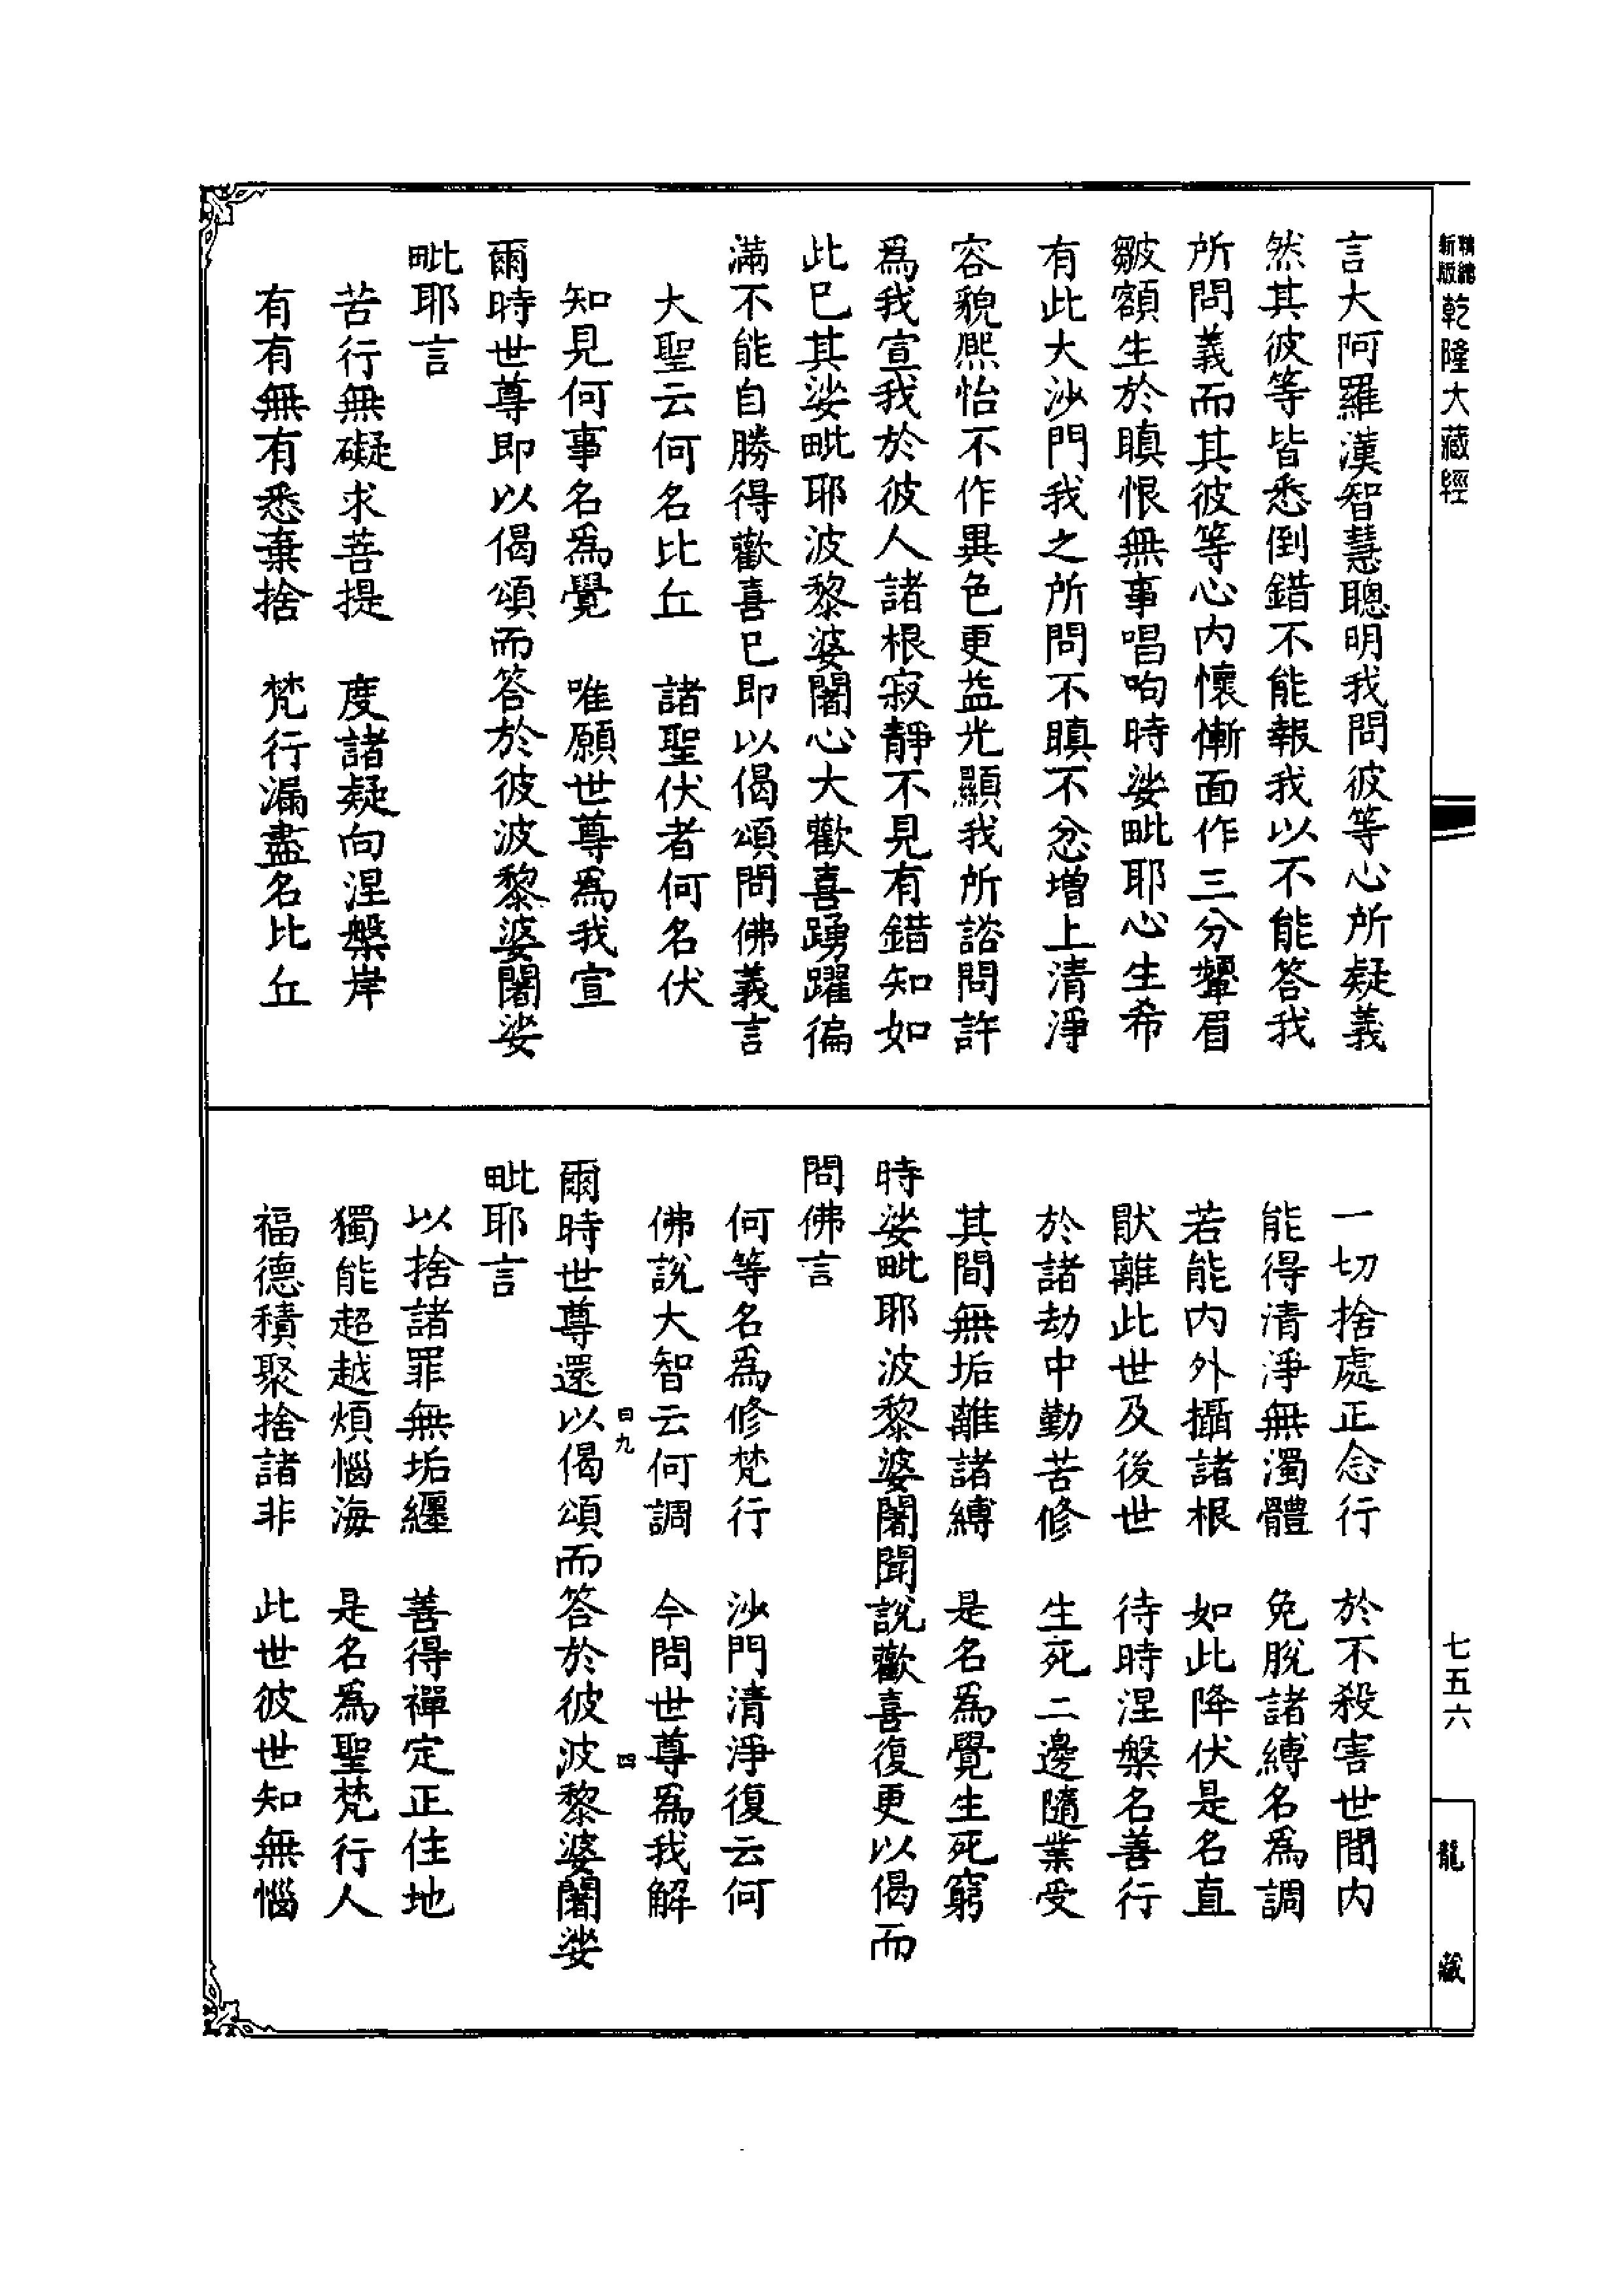 精編
新版
乾隆大藏經
七五六
龍藏
言大阿羅漢智慧聰明我問彼等心所疑義
然其彼等皆悉倒錯不能報我以不能答我
所問義而其彼等心内懷慚面作三分顰眉
皺額生於瞋恨無事唱呴時娑毗耶心生希
有此大沙門我之所問不瞋不忿增上清淨
容貌熈怡不作異色更益光顯我所諮問許
爲我宣我於彼人諸根寂靜不見有錯知如
此已其娑毗耶波黎婆闍心大歡喜踴躍徧
滿不能自勝得歡喜已即以偈頌問佛義言
大聖云何名比丘　諸聖伏者何名伏
知見何事名爲覺　唯願世尊爲我宣
爾時世尊即以偈頌而答於彼波黎婆闍娑
毗耶言
苦行無礙求菩提　度諸疑向涅槃岸
有有無有悉棄捨　梵行漏盡名比丘
一切捨處正念行　於不殺害世間内
能得清淨無濁體　免脫諸縛名爲調
若能内外攝諸根　如此降伏是名直
猒離此世及後世　待時涅槃名善行
於諸劫中勤苦修　生死二邊隨業受
其間無垢離諸縛　是名爲覺生死窮
時娑毗耶波黎婆闍聞說歡喜復更以偈而
問佛言
何等名爲修梵行　沙門清淨復云何
佛說大智云何調　今問世尊爲我解
曰九　四
爾時世尊還以偈頌而答於彼波黎婆闍娑
毗耶言
以捨諸罪無垢纏　善得禪定正住地
獨能超越煩惱海　是名爲聖梵行人
福德積聚捨諸非　此世彼世知無惱